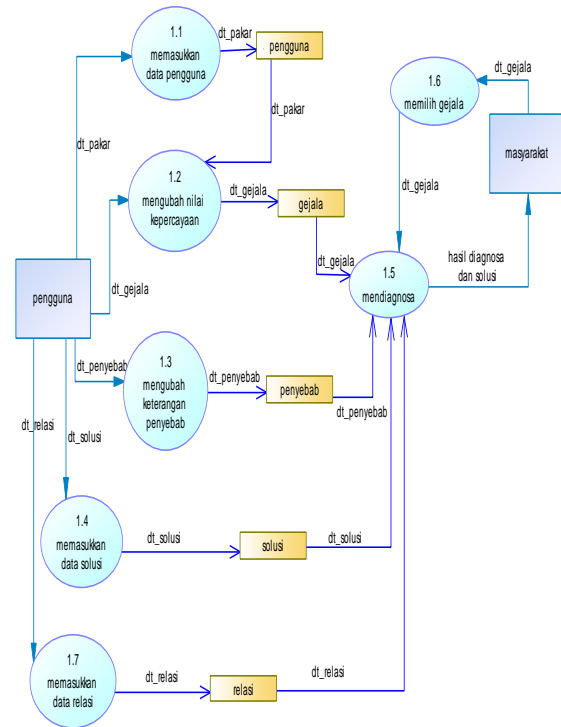 1.1
memasukkan
data pengguna
dt_pakar
pengguna
dt_pakar
dt_pakar
1.6
memilih gejala
dt_gejala
masyarakat
dt_gejala
1.2
mengubah nilai
kepercayaan
dt_gejala
gejala
dt_gejala
dt_gejala
pengguna
1.5
mendiagnosa
hasil diagnosa
dan solusi
dt_penyebab
1.3
mengubah
keterangan
penyebab
dt_penyebab
penyebab
dt_penyebab
dt_relasi
dt_solusi
1.4
memasukkan
data solusi
dt_solusi
solusi
dt_solusi
1.7
memasukkan
data relasi
dt_relasi
relasi
dt_relasi